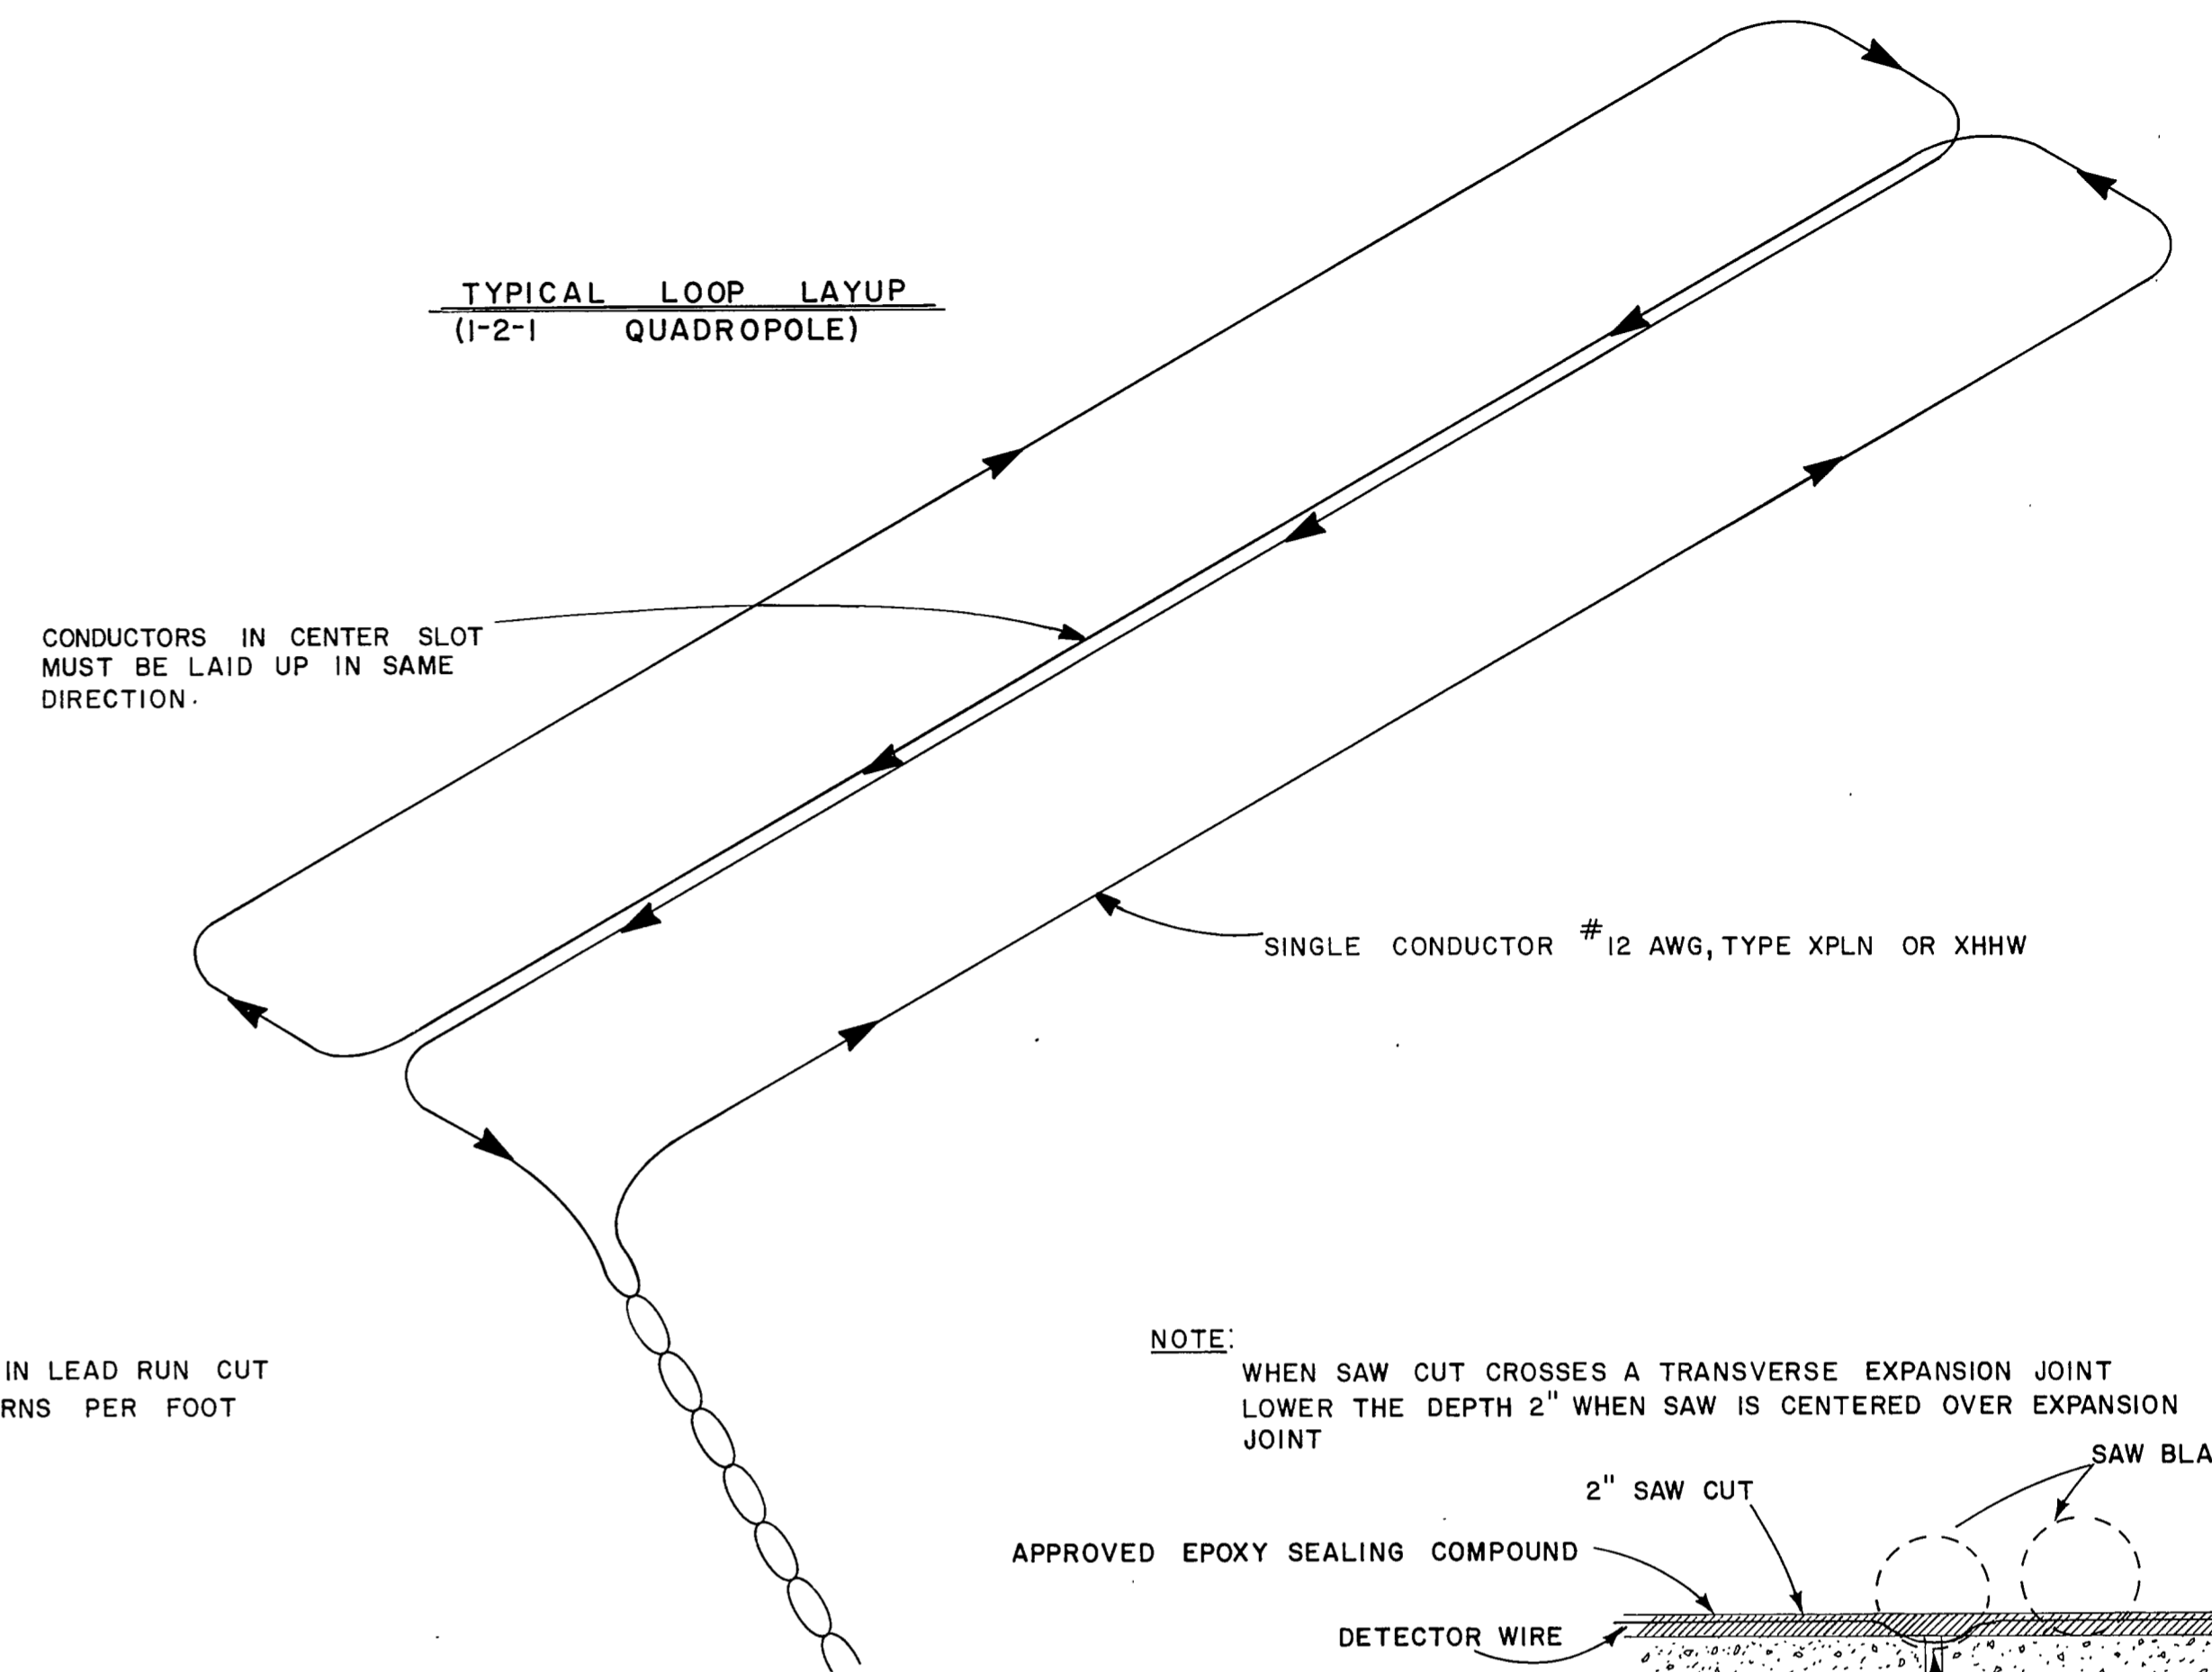 TYPICAL LOOP LAYUP
(1-2-1 QUADROPOLE)
CONDUCTORS IN CENTER SLOT
MUST BE LAID UP IN SAME
DIRECTION.
SINGLE CONDUCTOR #12 AWG, TYPE XPLN OR XHHW
IN LEAD RUN CUT
RNS PER FOOT
NOTE:
WHEN SAW CUT CROSSES A TRANSVERSE EXPANSION JOINT
LOWER THE DEPTH 2" WHEN SAW IS CENTERED OVER EXPANSION
JOINT
SAW BLA
2" SAW CUT
APPROVED EPOXY SEALING COMPOUND
DETECTOR WIRE